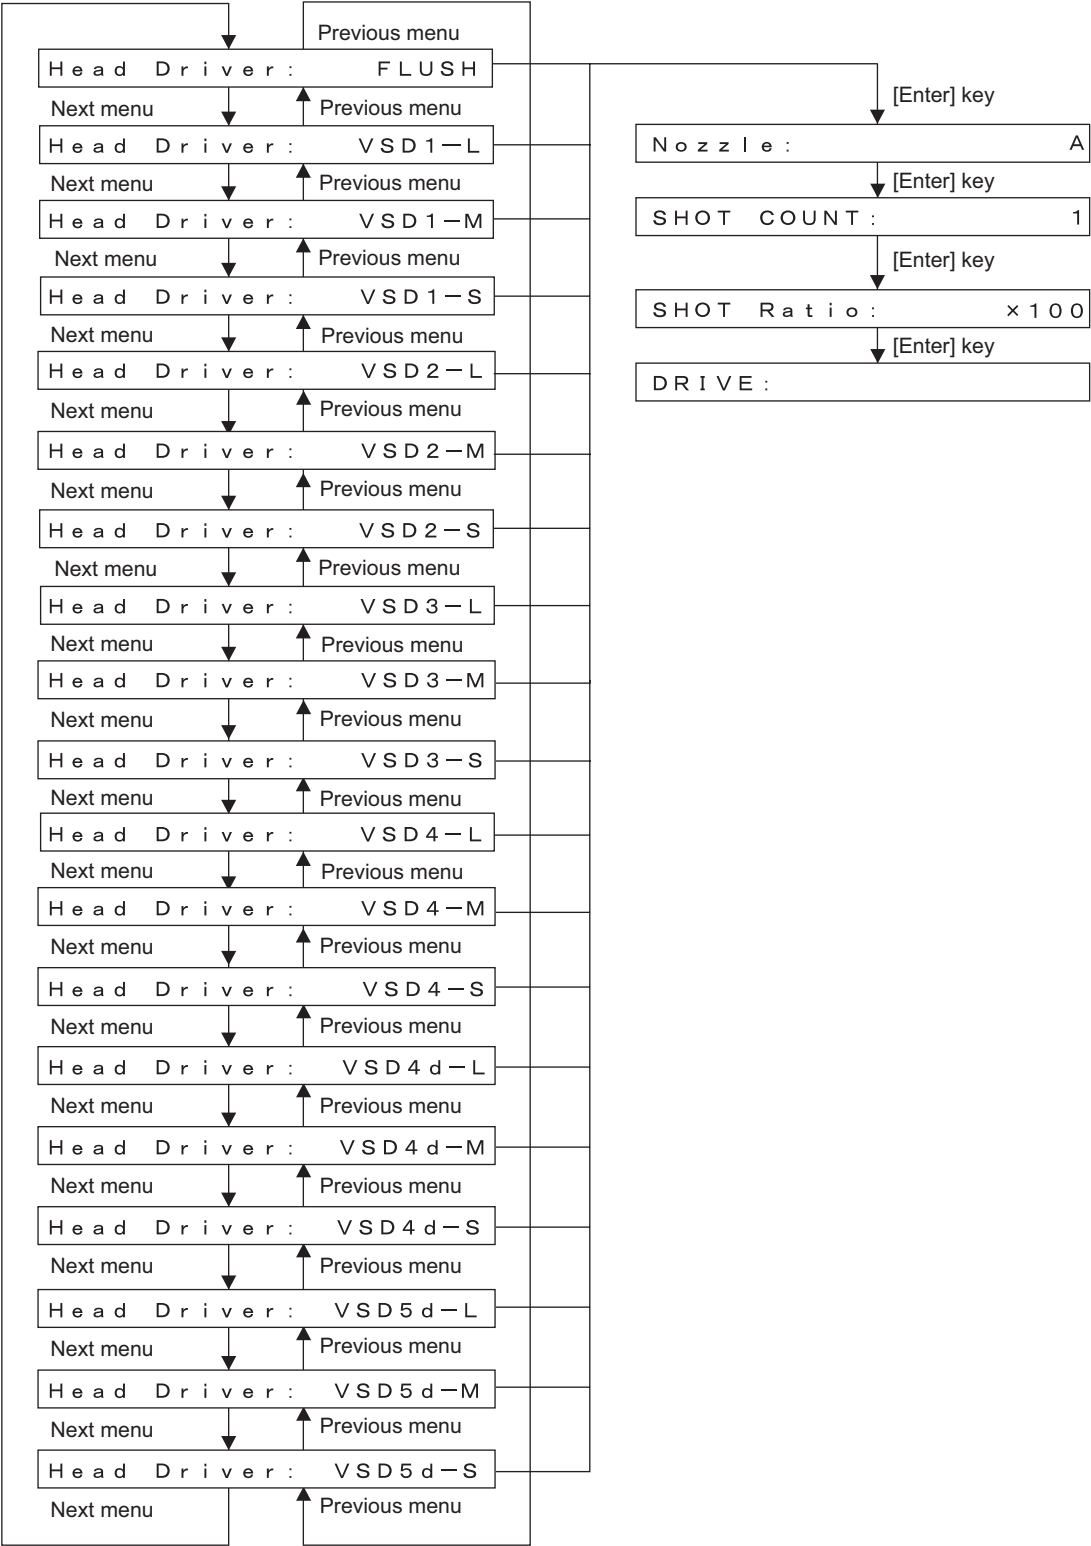 Previous menu
Head Driver: FLUSH
Next menu Previous menu
Head Driver: VSD1-L
Next menu Previous menu
Head Driver: VSD1-M
Next menu Previous menu
Head Driver: VSD1-S
Next menu Previous menu
Head Driver: VSD2-L
Next menu Previous menu
Head Driver: VSD2-M
Next menu Previous menu
Head Driver: VSD2-S
Next menu Previous menu
Head Driver: VSD3-L
Next menu Previous menu
Head Driver: VSD3-M
Next menu Previous menu
Head Driver: VSD3-S
Next menu Previous menu
Head Driver: VSD4-L
Next menu Previous menu
Head Driver: VSD4-M
Next menu Previous menu
Head Driver: VSD4-S
Next menu Previous menu
Head Driver: VSD4d-L
Next menu Previous menu
Head Driver: VSD4d-M
Next menu Previous menu
Head Driver: VSD4d-S
Next menu Previous menu
Head Driver: VSD5d-L
Next menu Previous menu
Head Driver: VSD5d-M
Next menu Previous menu
Head Driver: VSD5d-S
Next menu Previous menu
[Enter] key
Nozzle: A
[Enter] key
SHOT COUNT: 1
[Enter] key
SHOT Ratio: ×100
[Enter] key
DRIVE: